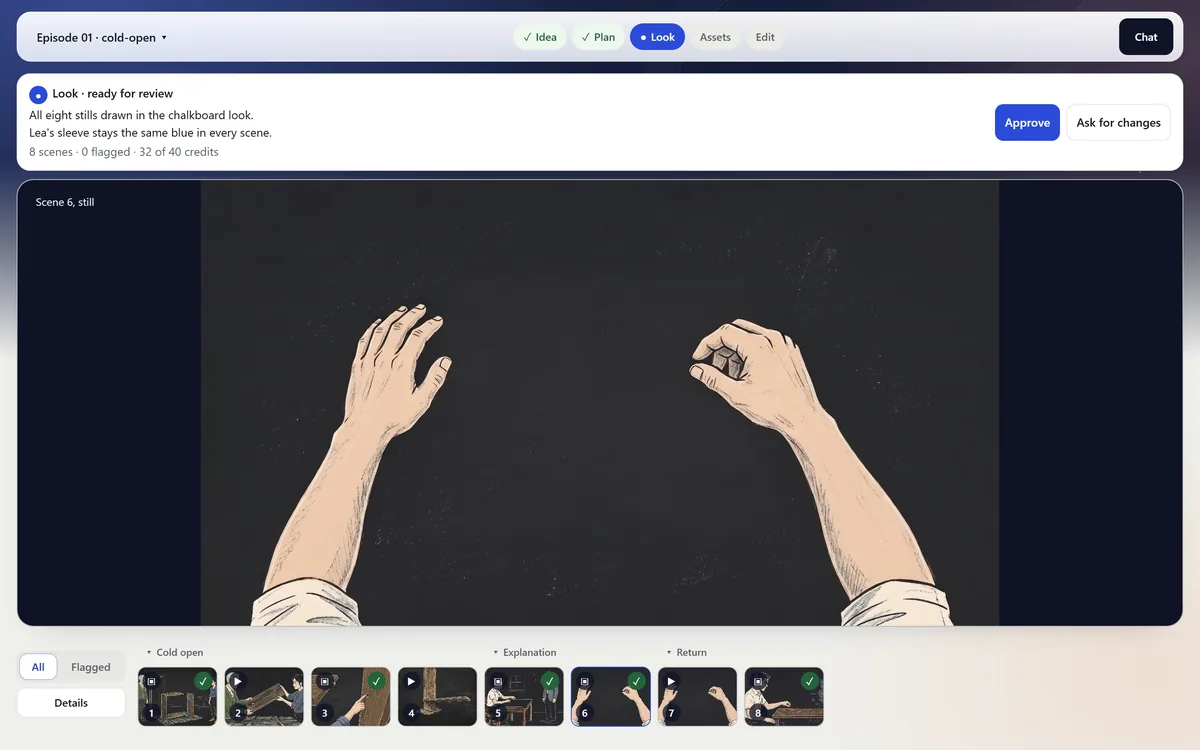 Episode 01 · cold-open ▾
✓ Idea
✓ Plan
● Look
Assets
Edit
Chat
Look · ready for review
All eight stills drawn in the chalkboard look.
Lea's sleeve stays the same blue in every scene.
8 scenes · 0 flagged · 32 of 40 credits
Approve
Ask for changes
Scene 6, still
All
Flagged
Details
▾ Cold open
▾ Explanation
▾ Return
1
2
3
4
5
6
7
8